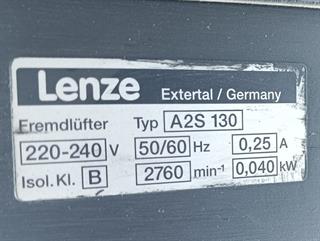 Lenze Extertal / Germany
Fremdlüfter Typ A2S 130
220-240 V 50/60 Hz 0,25 A
Isol. Kl. B 2760 min⁻¹ 0,040 kW